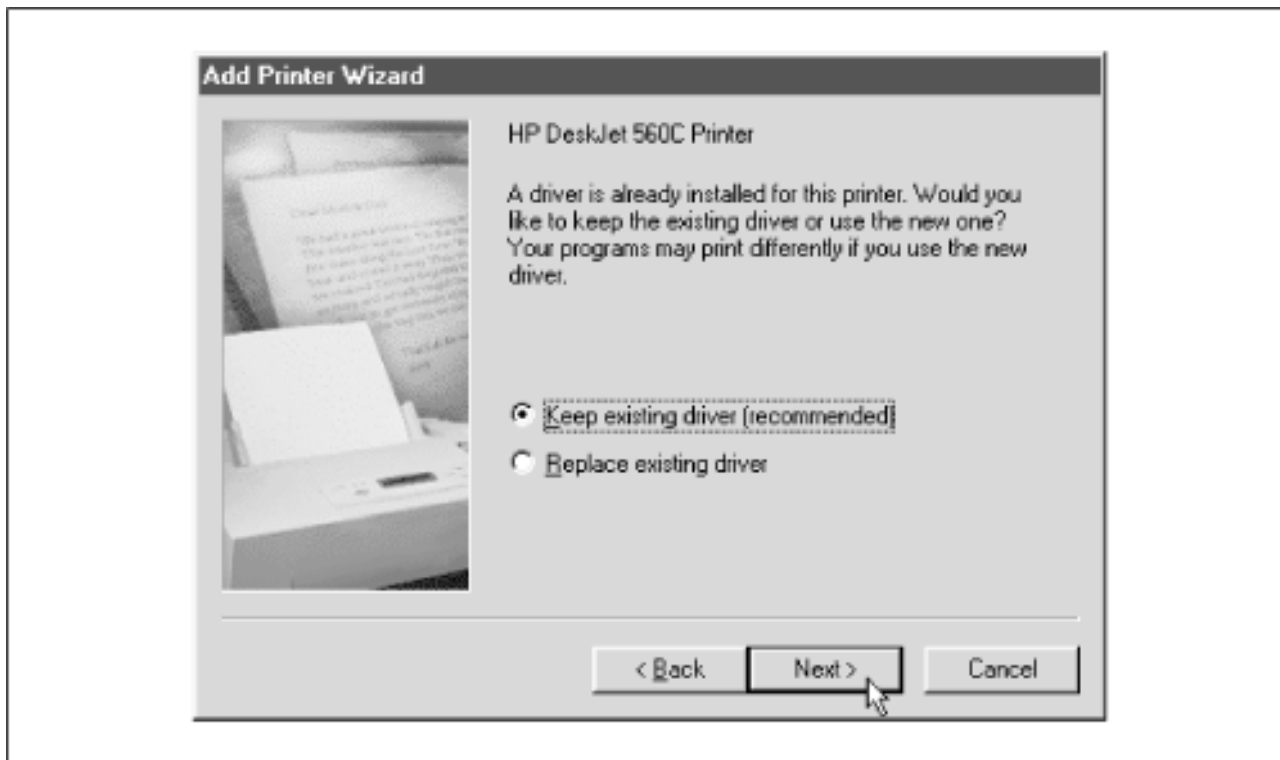 Add Printer Wizard
HP DeskJet 560C Printer
A driver is already installed for this printer. Would you
like to keep the existing driver or use the new one?
Your programs may print differently if you use the new
driver.
Keep existing driver (recommended)
Replace existing driver
< Back
Next >
Cancel